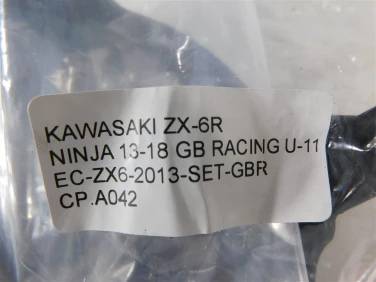 KAWASAKI ZX-6R
NINJA 13-18 GB RACING U-11
EC-ZX6-2013-SET-GBR
CP.A042